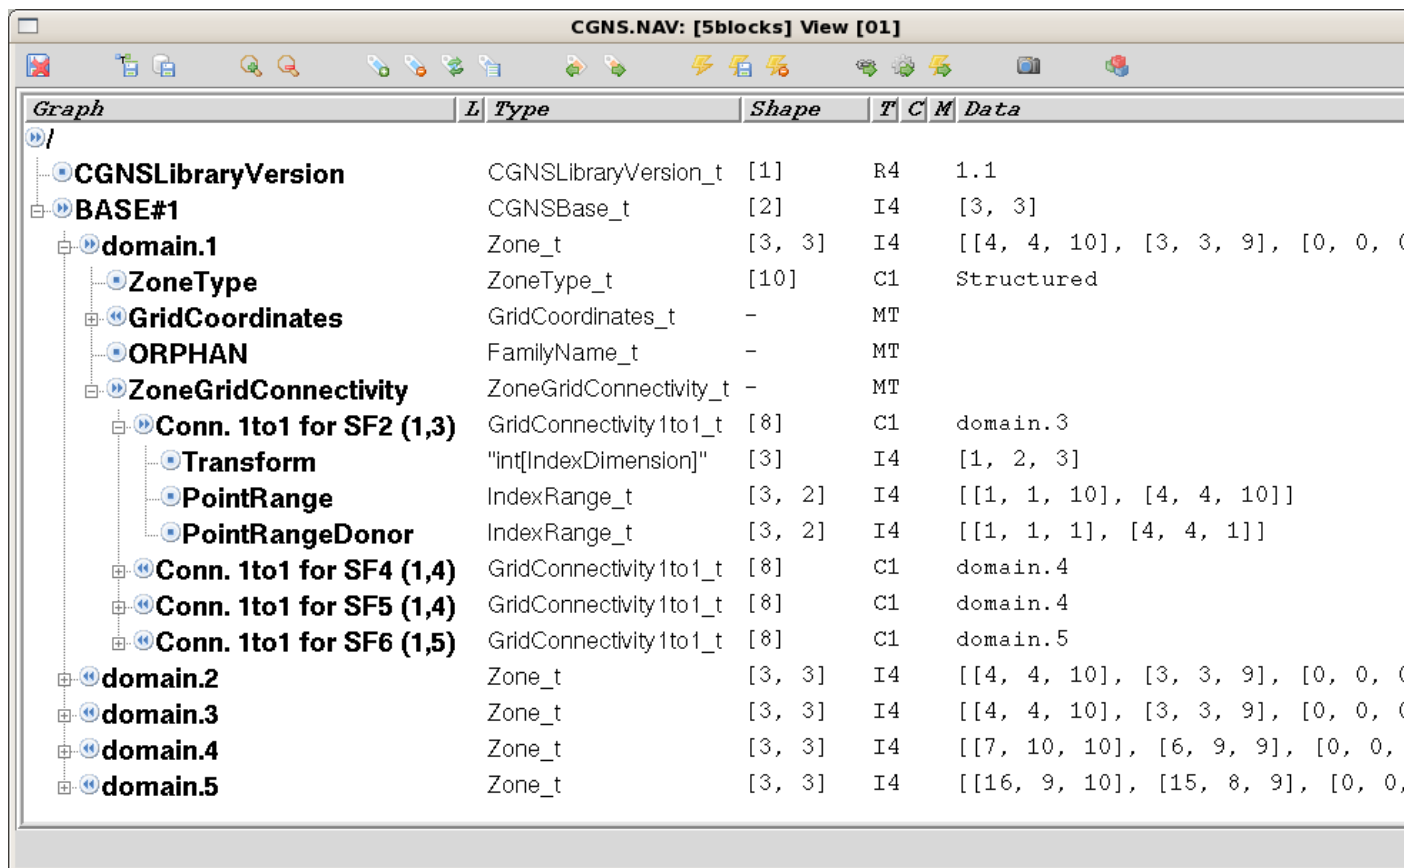 CGNS.NAV: [5blocks] View [01]
Graph L Type Shape T C M Data
/
CGNSLibraryVersion CGNSLibraryVersion_t [1] R4 1.1
BASE#1 CGNSBase_t [2] I4 [3, 3]
domain.1 Zone_t [3, 3] I4 [[4, 4, 10], [3, 3, 9], [0, 0, 0
ZoneType ZoneType_t [10] C1 Structured
GridCoordinates GridCoordinates_t - MT
ORPHAN FamilyName_t - MT
ZoneGridConnectivity ZoneGridConnectivity_t - MT
Conn. 1to1 for SF2 (1,3) GridConnectivity1to1_t [8] C1 domain.3
Transform "int[IndexDimension]" [3] I4 [1, 2, 3]
PointRange IndexRange_t [3, 2] I4 [[1, 1, 10], [4, 4, 10]]
PointRangeDonor IndexRange_t [3, 2] I4 [[1, 1, 1], [4, 4, 1]]
Conn. 1to1 for SF4 (1,4) GridConnectivity1to1_t [8] C1 domain.4
Conn. 1to1 for SF5 (1,4) GridConnectivity1to1_t [8] C1 domain.4
Conn. 1to1 for SF6 (1,5) GridConnectivity1to1_t [8] C1 domain.5
domain.2 Zone_t [3, 3] I4 [[4, 4, 10], [3, 3, 9], [0, 0, 0
domain.3 Zone_t [3, 3] I4 [[4, 4, 10], [3, 3, 9], [0, 0, 0
domain.4 Zone_t [3, 3] I4 [[7, 10, 10], [6, 9, 9], [0, 0,
domain.5 Zone_t [3, 3] I4 [[16, 9, 10], [15, 8, 9], [0, 0,